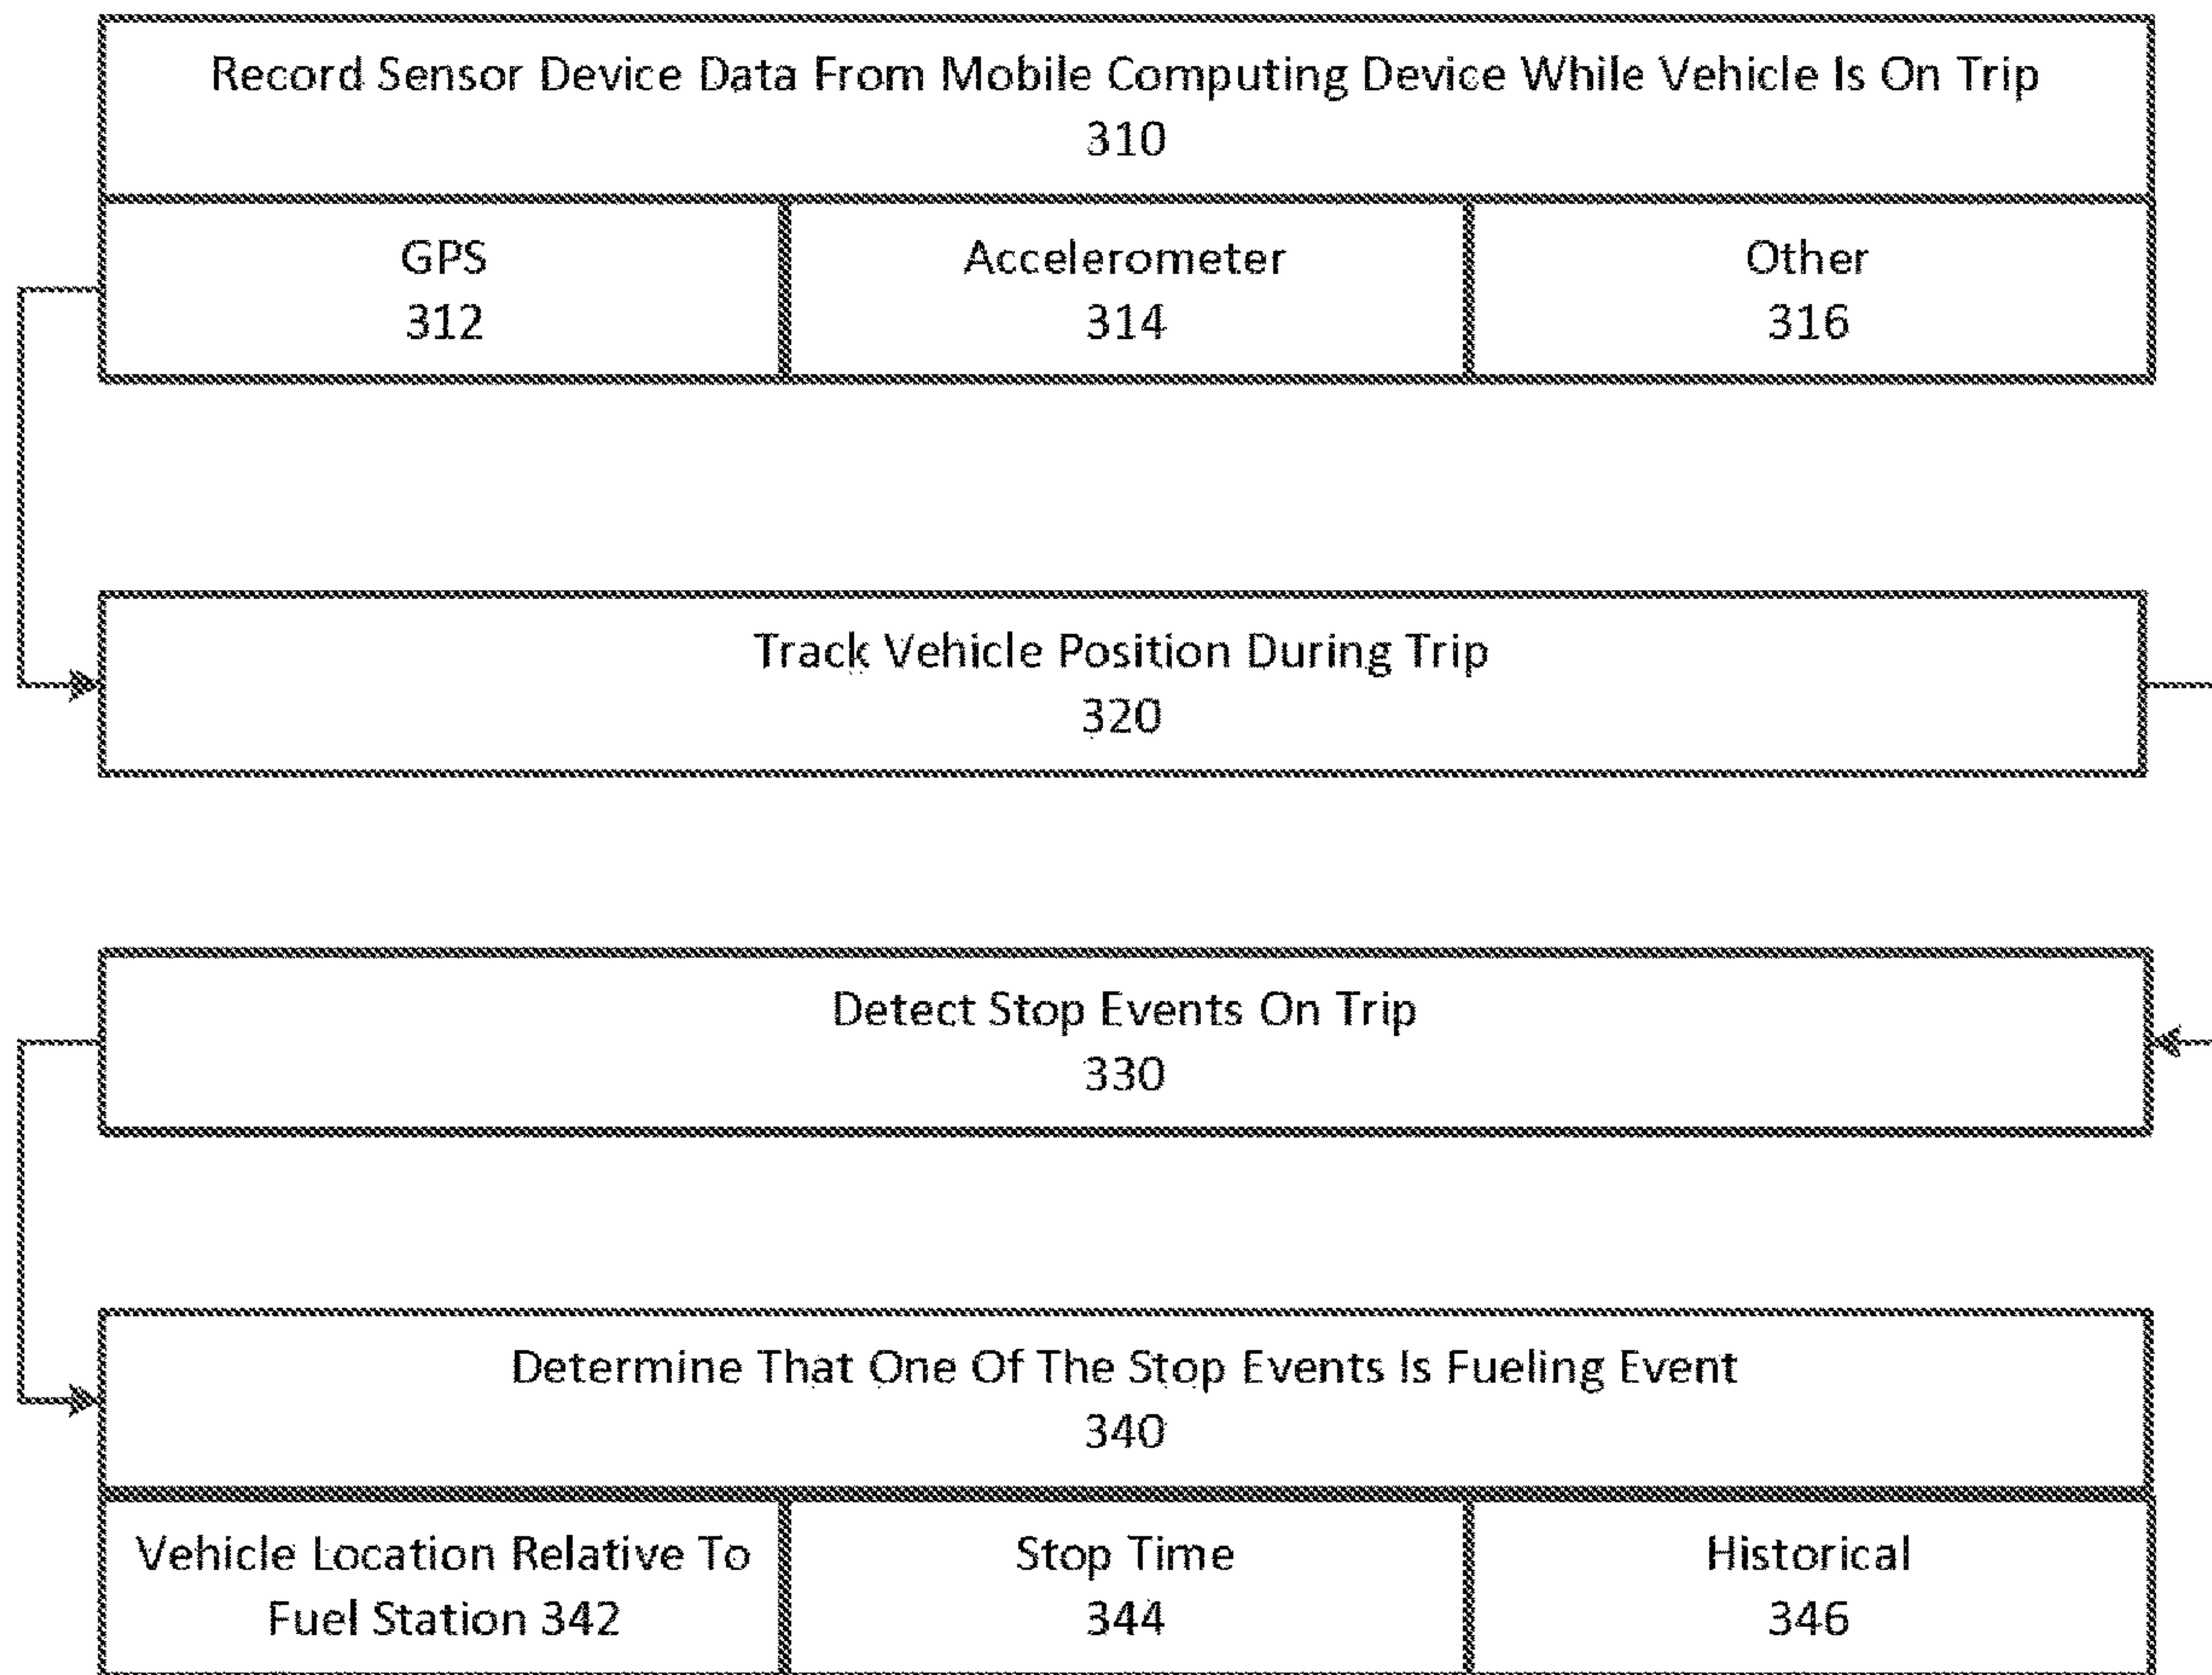 Record Sensor Device Data From Mobile Computing Device While Vehicle Is On Trip
310
GPS
312
Accelerometer
314
Other
316
Track Vehicle Position During Trip
320
Detect Stop Events On Trip
330
Determine That One Of The Stop Events Is Fueling Event
340
Vehicle Location Relative To
Fuel Station 342
Stop Time
344
Historical
346